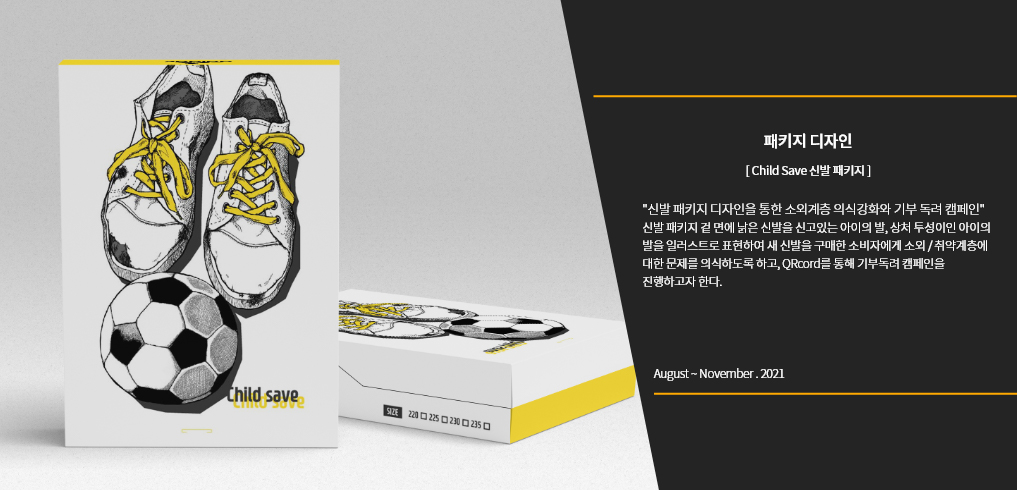 Child save
SIZE 220 225 230 235
패키지 디자인
[ Child Save 신발 패키지 ]
"신발 패키지 디자인을 통한 소외계층 의식강화와 기부 독려 캠페인"
신발 패키지 겉 면에 낡은 신발을 신고있는 아이의 발, 상처 투성이인 아이의
발을 일러스트로 표현하여 새 신발을 구매한 소비자에게 소외 / 취약계층에
대한 문제를 의식하도록 하고, QRcord를 통해 기부독려 캠페인을
진행하고자 한다.
August ~ November . 2021